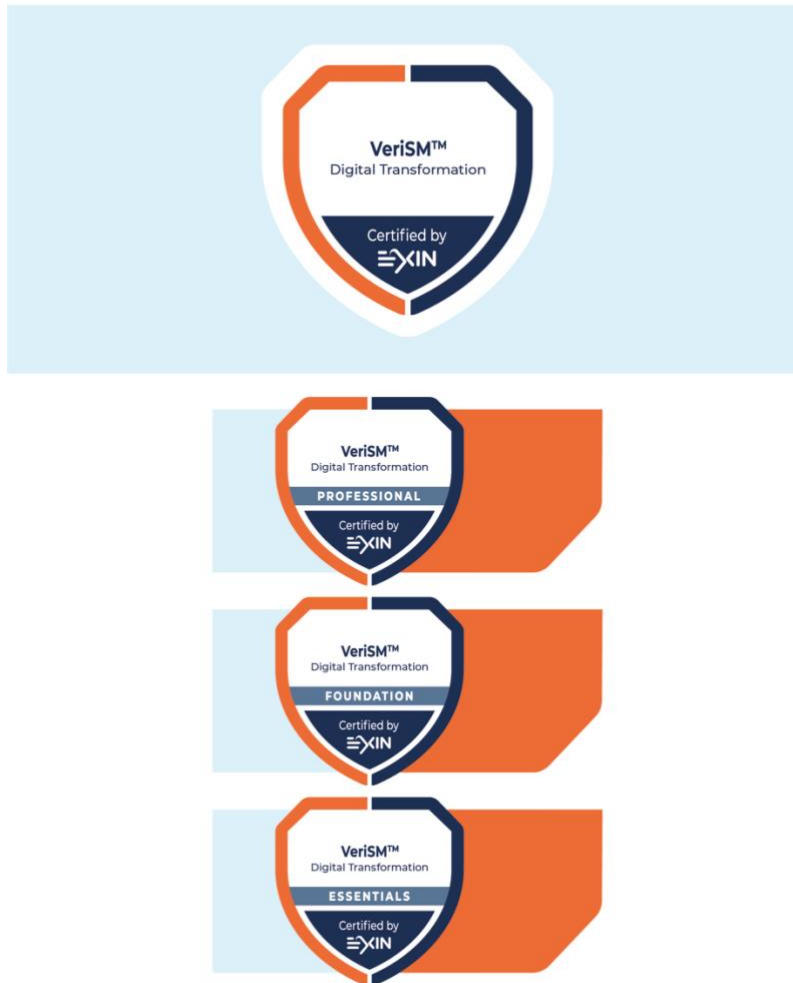 VeriSM™
Digital Transformation
Certified by
EXIN
VeriSM™
Digital Transformation
PROFESSIONAL
Certified by
EXIN
VeriSM™
Digital Transformation
FOUNDATION
Certified by
EXIN
VeriSM™
Digital Transformation
ESSENTIALS
Certified by
EXIN